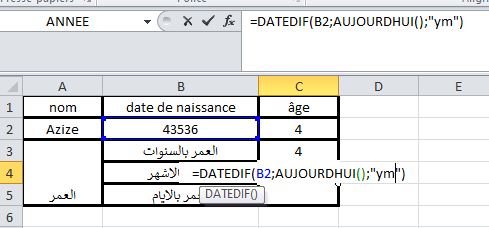 ANNEE
=DATEDIF(B2;AUJOURDHUI();"ym")
A B C D E
1 nom date de naissance âge
2 Azize 43536 4
3 العمر بالسنوات 4
4 الاشهر =DATEDIF(B2;AUJOURDHUI();"ym")
DATEDIF()
5 العمر بالايام
6
العمر